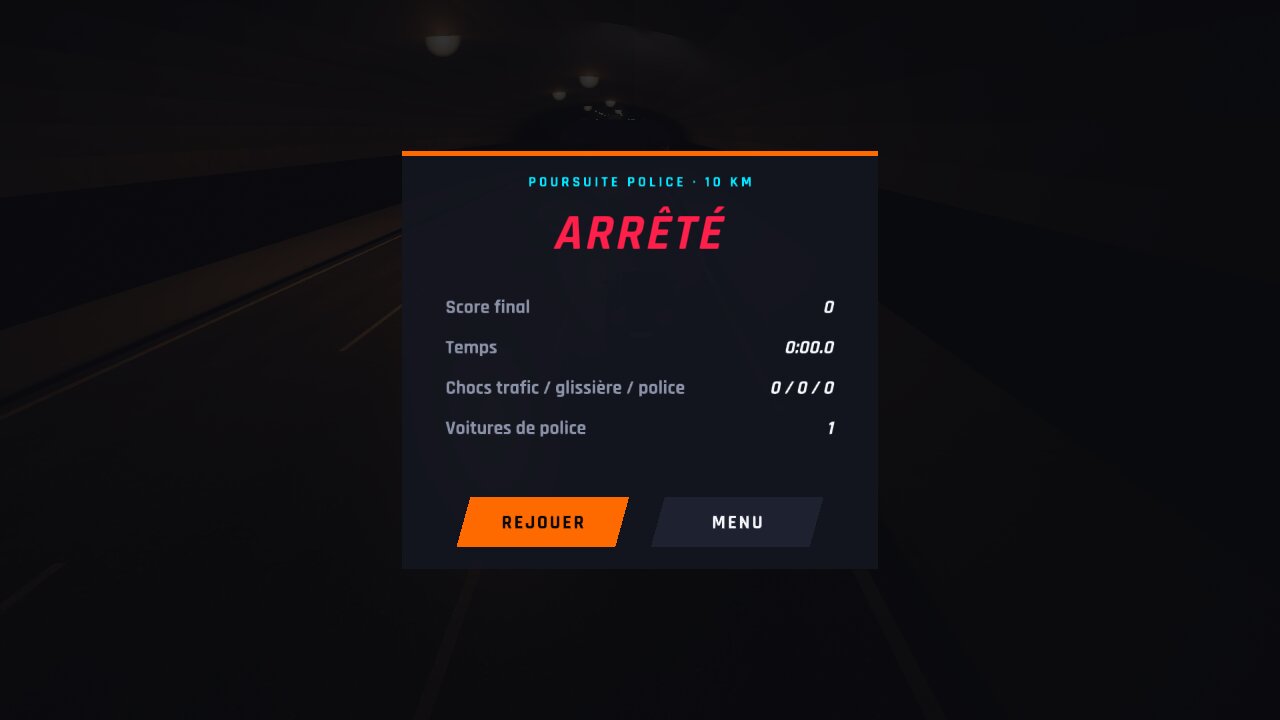 POURSUITE POLICE · 10 KM
ARRÊTÉ
Score final 0
Temps 0:00.0
Chocs trafic / glissière / police 0 / 0 / 0
Voitures de police 1
REJOUER MENU